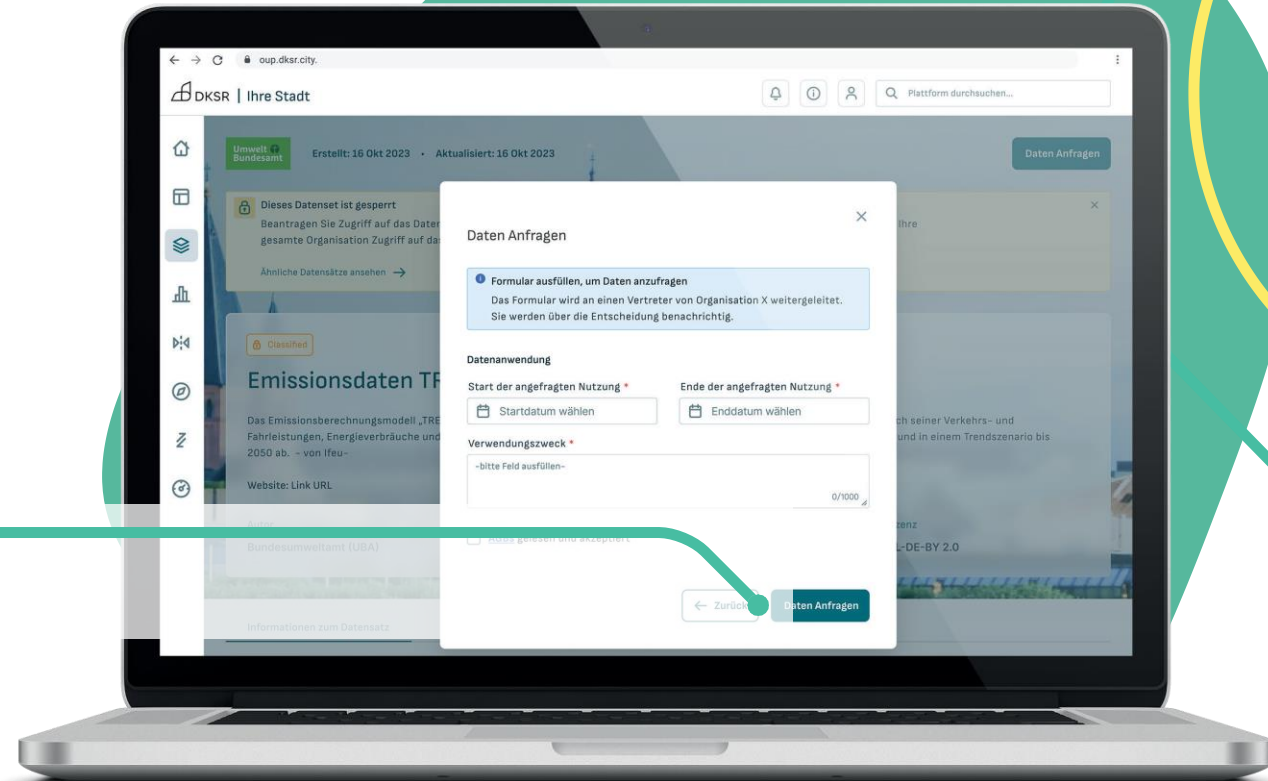 oup.dksr.city.
DKSR | Ihre Stadt
Plattform durchsuchen...
Umwelt
Bundesamt
Erstellt: 16 Okt 2023 • Aktualisiert: 16 Okt 2023
Daten Anfragen
Dieses Datenset ist gesperrt
Beantragen Sie Zugriff auf das
Ihre
gesamte Organisation Zugriff auf
Ähnliche Datensätze ansehen →
Classified
Emissionsdaten
Das Emissionsberechnungsmodell „TRE
ch seiner Verkehrs- und
Fahrleistungen, Energieverbräuche und
und in einem Trendszenario bis
2050 ab. - von Ifeu-
Website: Link URL
Autor
Bundesumweltamt (UBA)
zenz
L-DE-BY 2.0
Informationen zum Datensatz
Daten Anfragen
Formular ausfüllen, um Daten anzufragen
Das Formular wird an einen Vertreter von Organisation X weitergeleitet.
Sie werden über die Entscheidung benachrichtig.
Datenanwendung
Start der angefragten Nutzung *
Ende der angefragten Nutzung *
Startdatum wählen
Enddatum wählen
Verwendungszweck *
-bitte Feld ausfüllen-
0/1000
gelesen und akzeptiert
← Zurück
Daten Anfragen